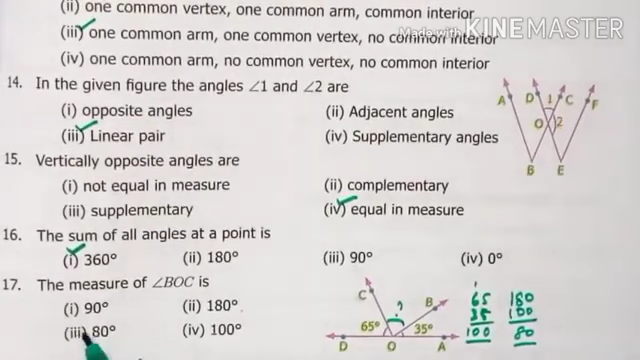 (ii) one common vertex, one common arm, common interior
Made with KINEMASTER
(iii) one common arm, one common vertex, no common interior
(iv) one common arm, no common vertex, no common interior
14. In the given figure the angles ∠1 and ∠2 are
(i) opposite angles (ii) Adjacent angles
(iii) Linear pair (iv) Supplementary angles
A D 1 C F
O 2
B E
15. Vertically opposite angles are
(i) not equal in measure (ii) complementary
(iii) supplementary (iv) equal in measure
16. The sum of all angles at a point is
(i) 360° (ii) 180° (iii) 90° (iv) 0°
17. The measure of ∠BOC is
(i) 90° (ii) 180°
(iii) 80° (iv) 100°
C ? B
65° 35°
D O A
1
65 180
35 100
100 80